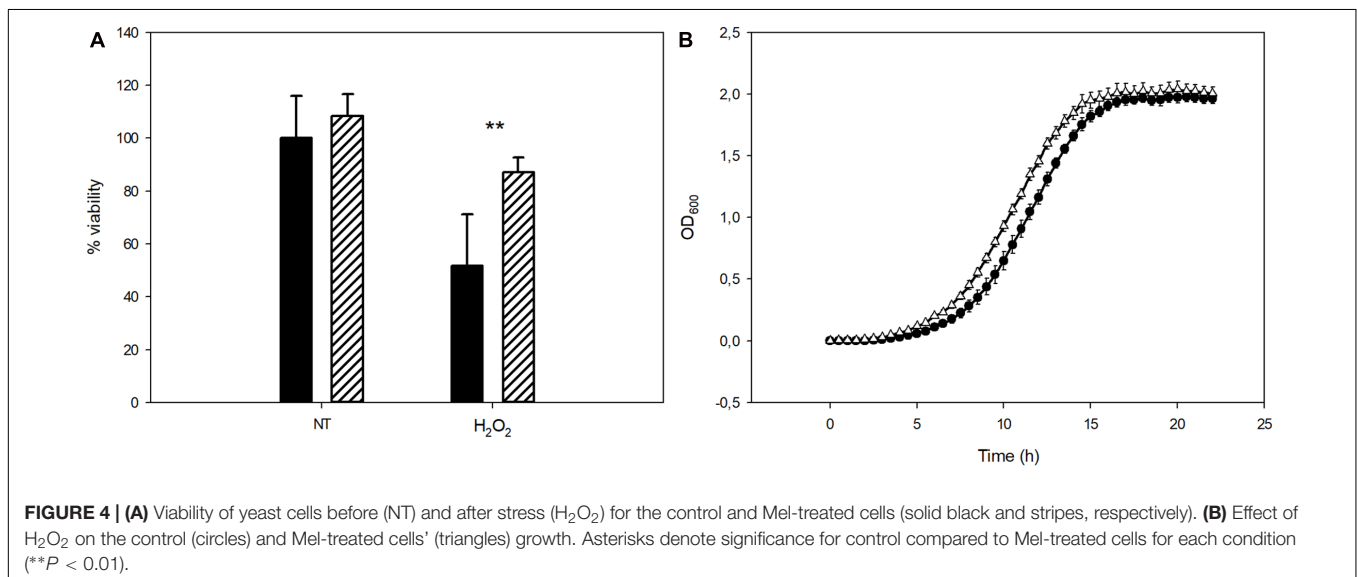 A
140
120
100
80
60
40
20
0
% viability
**
NT
H₂O₂
B
2,5
2,0
1,5
1,0
0,5
0,0
-0,5
OD₆₀₀
0 5 10 15 20 25
Time (h)
FIGURE 4 | (A) Viability of yeast cells before (NT) and after stress (H₂O₂) for the control and Mel-treated cells (solid black and stripes, respectively). (B) Effect of
H₂O₂ on the control (circles) and Mel-treated cells' (triangles) growth. Asterisks denote significance for control compared to Mel-treated cells for each condition
(**P < 0.01).